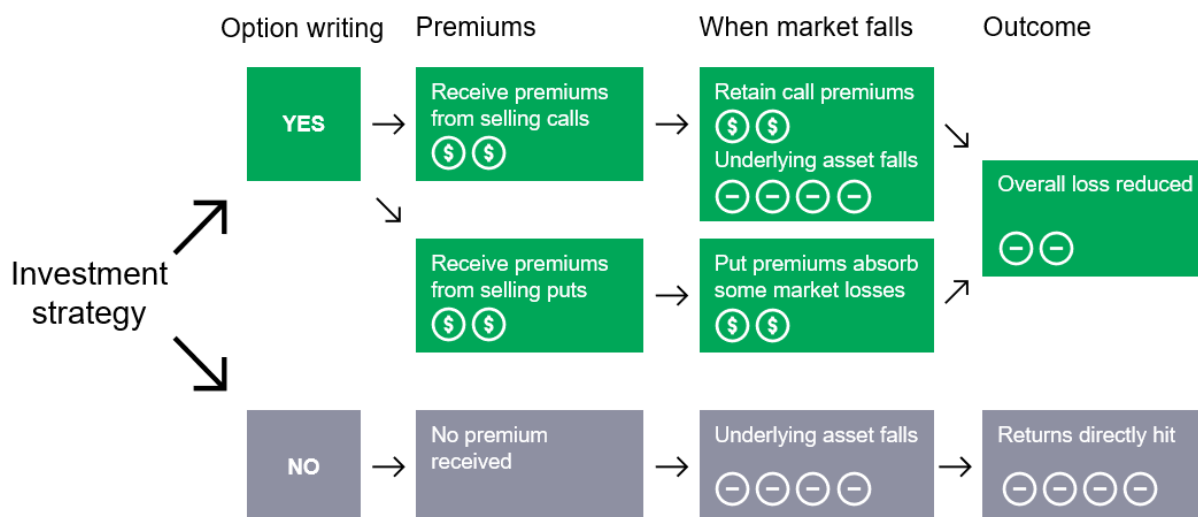 Option writing
Premiums
When market falls
Outcome
Investment
strategy
YES
Receive premiums
from selling calls
$ $
Retain call premiums
$ $
Underlying asset falls
Overall loss reduced
Receive premiums
from selling puts
$ $
Put premiums absorb
some market losses
$ $
NO
No premium
received
Underlying asset falls
Returns directly hit